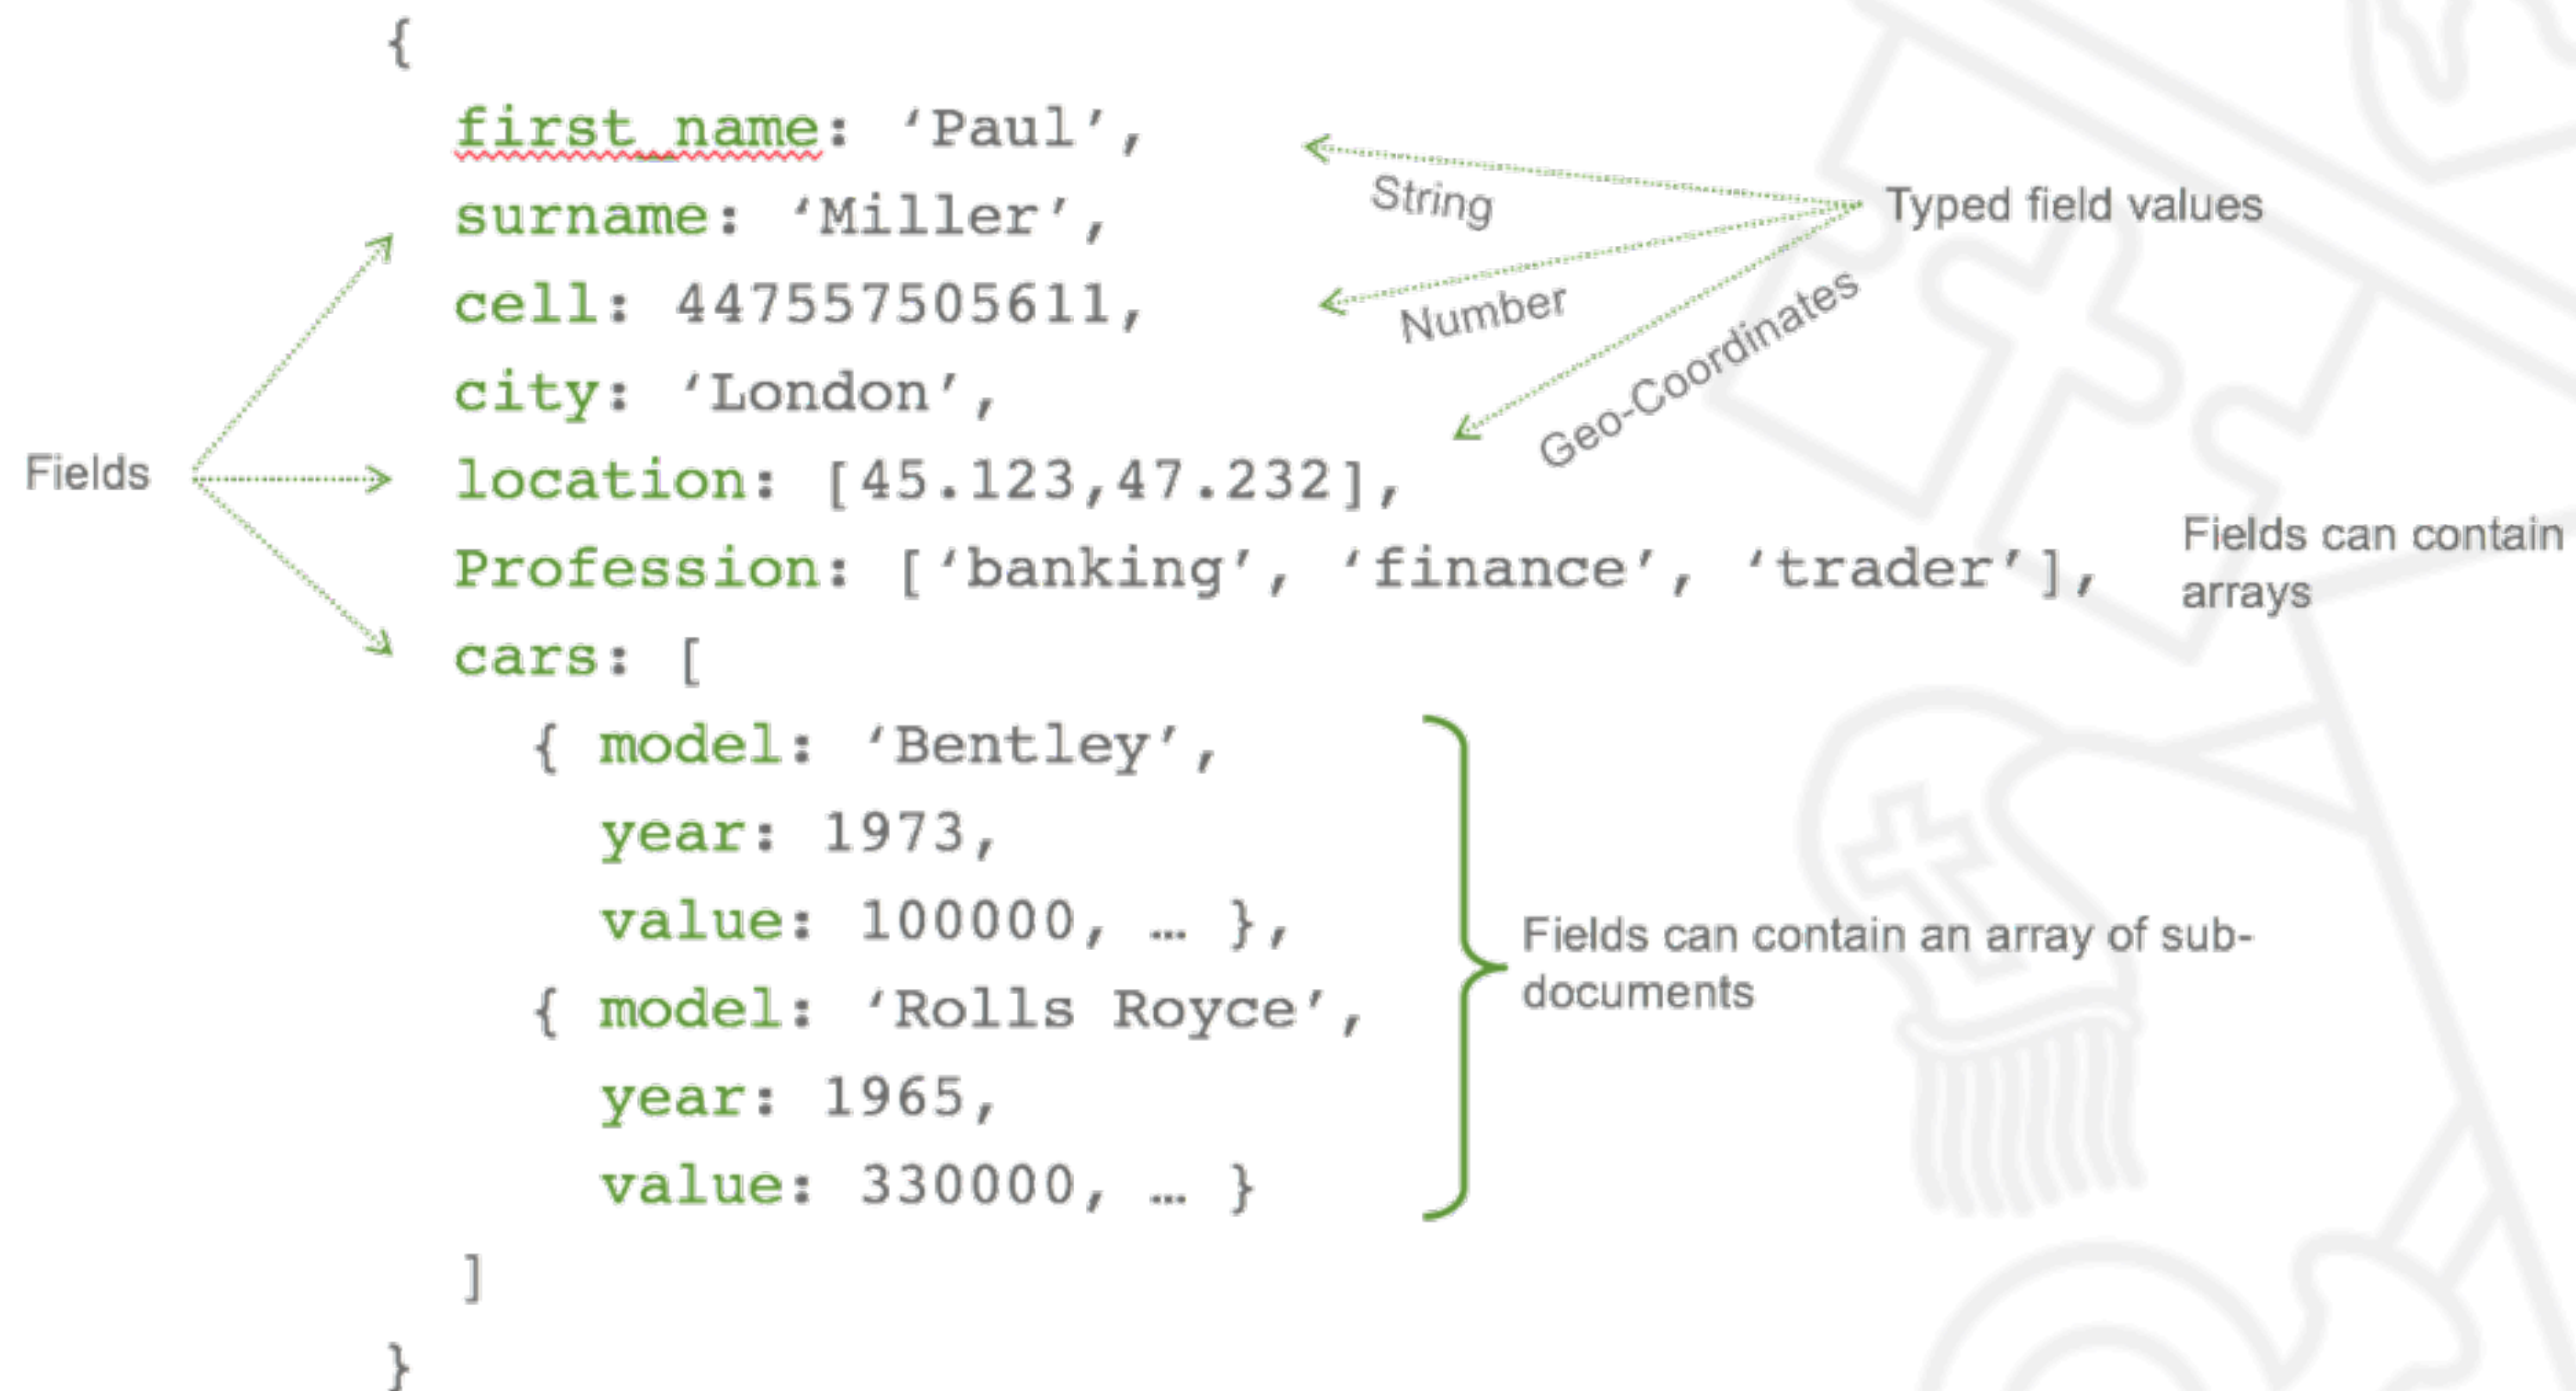 {
first_name: ‘Paul’,
surname: ‘Miller’,
cell: 447557505611,
city: ‘London’,
location: [45.123,47.232],
Profession: [‘banking’, ‘finance’, ‘trader’],
cars: [
{ model: ‘Bentley’,
year: 1973,
value: 100000, … },
{ model: ‘Rolls Royce’,
year: 1965,
value: 330000, … }
]
}
Fields
String
Number
Geo-Coordinates
Typed field values
Fields can contain
arrays
Fields can contain an array of sub-
documents